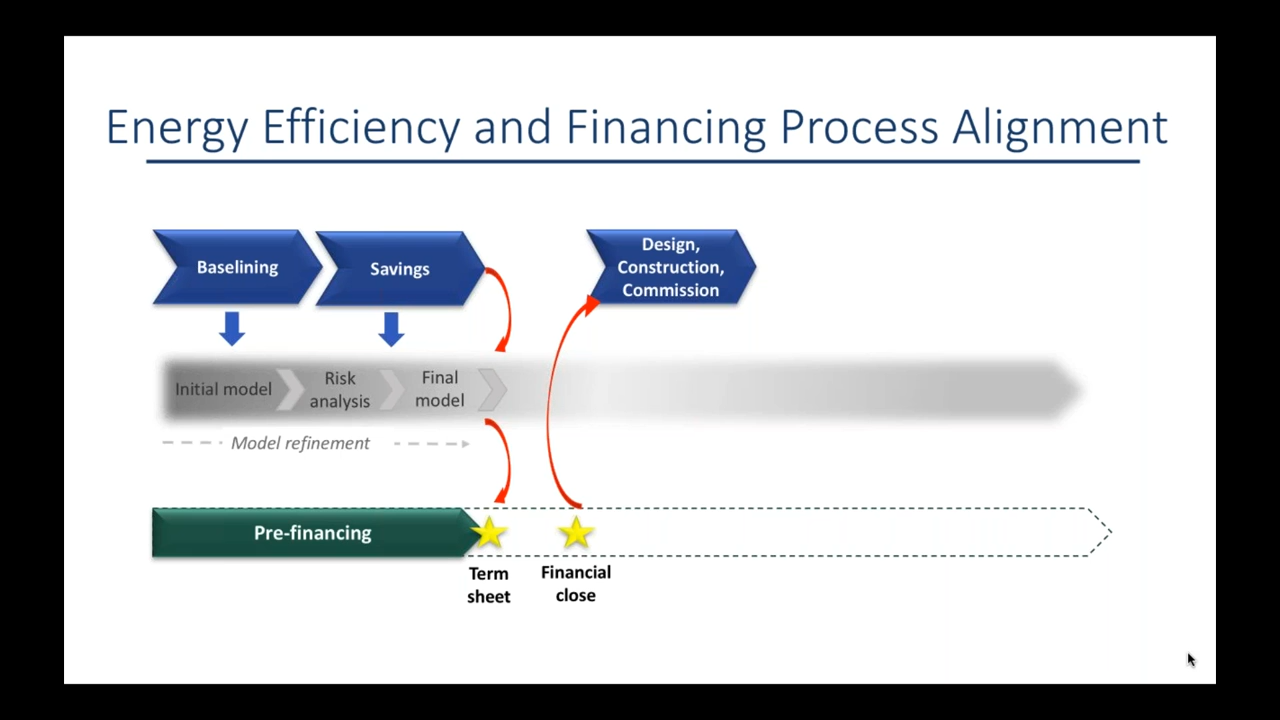 Energy Efficiency and Financing Process Alignment
Baselining
Savings
Design,
Construction,
Commission
Initial model
Risk
analysis
Final
model
Model refinement
Pre-financing
Term
sheet
Financial
close